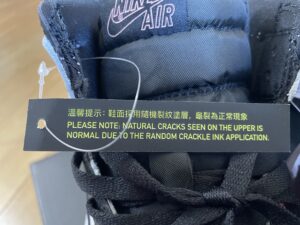 NIKE
AIR
溫馨提示：鞋面採用隨機裂紋塗層，龜裂為正常現象
PLEASE NOTE: NATURAL CRACKS SEEN ON THE UPPER IS
NORMAL DUE TO THE RANDOM CRACKLE INK APPLICATION.